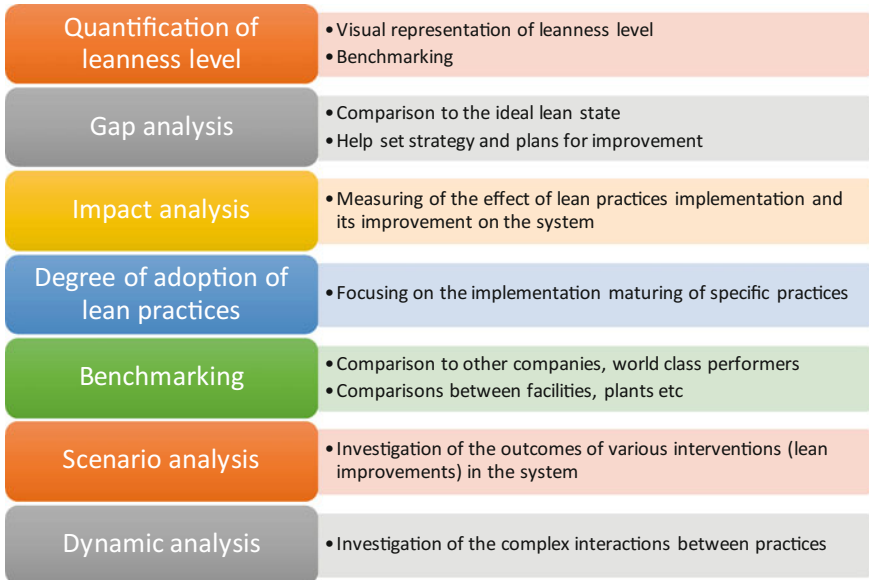 Quantification of
leanness level
• Visual representation of leanness level
• Benchmarking
Gap analysis
• Comparison to the ideal lean state
• Help set strategy and plans for improvement
Impact analysis
• Measuring of the effect of lean practices implementation and
its improvement on the system
Degree of adoption of
lean practices
• Focusing on the implementation maturing of specific practices
Benchmarking
• Comparison to other companies, world class performers
• Comparisons between facilities, plants etc
Scenario analysis
• Investigation of the outcomes of various interventions (lean
improvements) in the system
Dynamic analysis
• Investigation of the complex interactions between practices